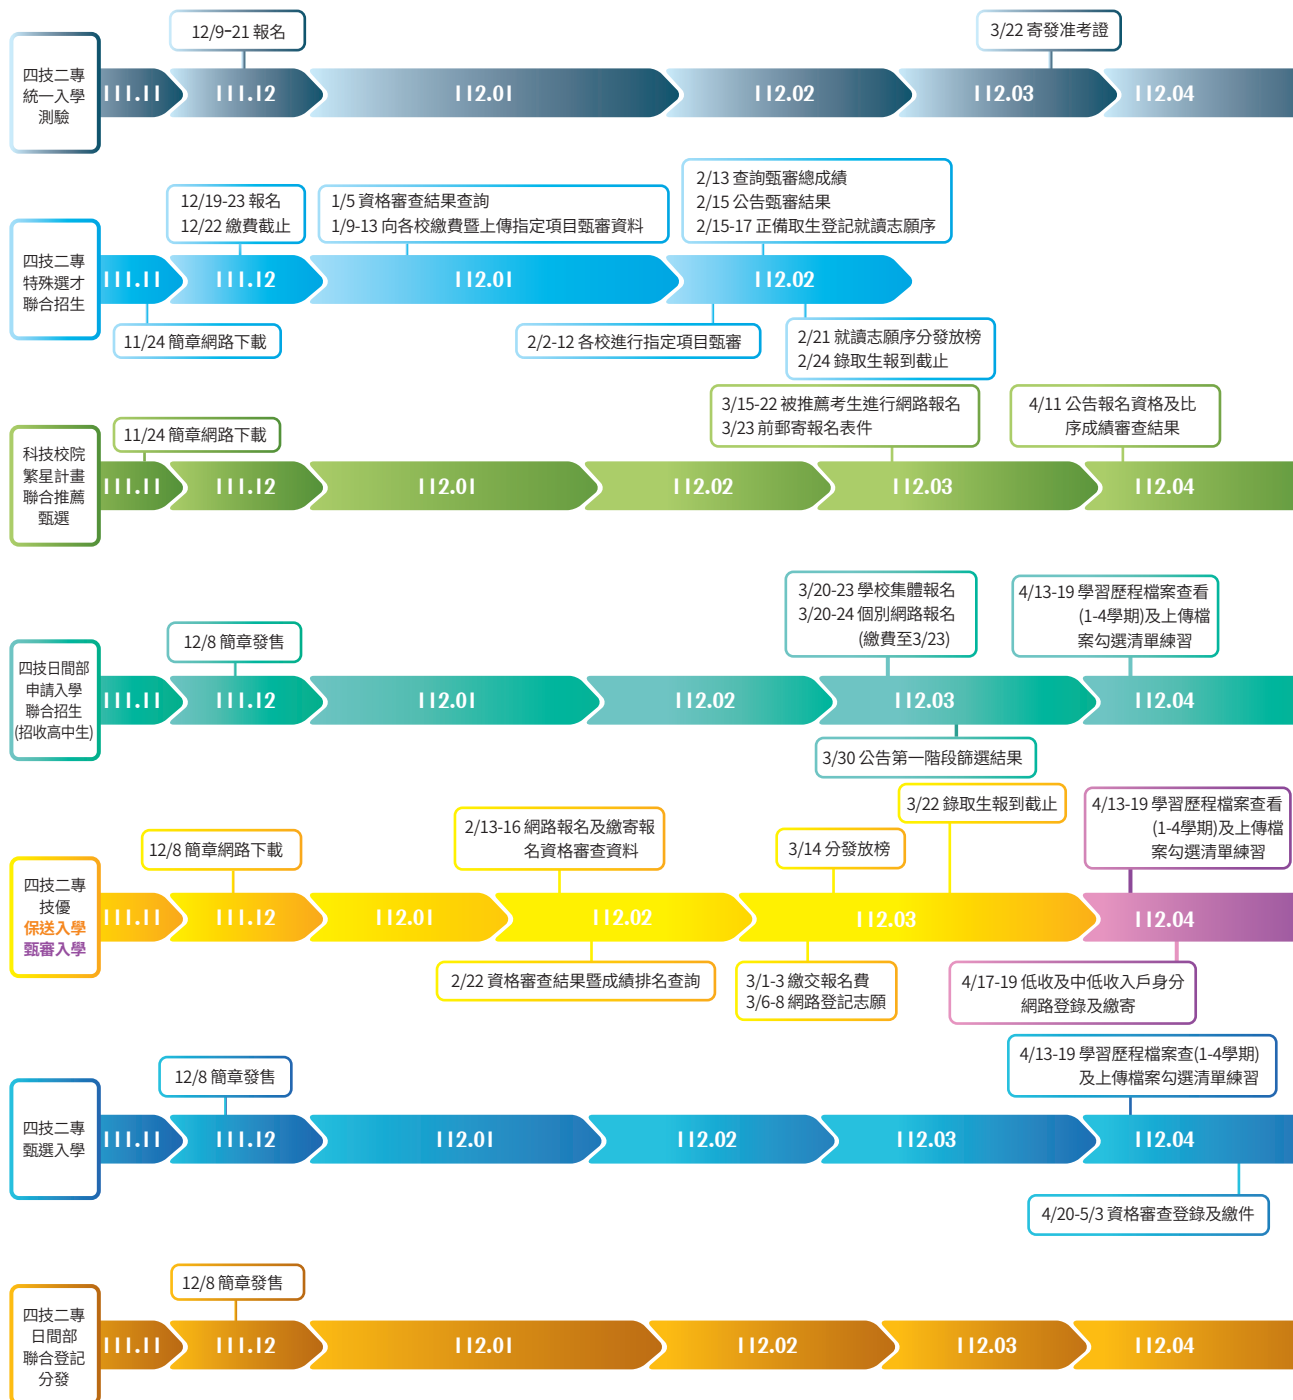 12/9-21 報名
3/22 寄發准考證
四技二專
統一入學
測驗
111.11
111.12
112.01
112.02
112.03
112.04
12/19-23 報名
12/22 繳費截止
1/5 資格審查結果查詢
1/9-13 向各校繳費暨上傳指定項目甄審資料
2/13 查詢甄審總成績
2/15 公告甄審結果
2/15-17 正備取生登記就讀志願序
四技二專
特殊選才
聯合招生
111.11
111.12
112.01
112.02
11/24 簡章網路下載
2/2-12 各校進行指定項目甄審
2/21 就讀志願序分發放榜
2/24 錄取生報到截止
11/24 簡章網路下載
3/15-22 被推薦考生進行網路報名
3/23 前郵寄報名表件
4/11 公告報名資格及比
序成績審查結果
科技校院
繁星計畫
聯合推薦
甄選
111.11
111.12
112.01
112.02
112.03
112.04
12/8 簡章發售
3/20-23 學校集體報名
3/20-24 個別網路報名
(繳費至3/23)
4/13-19 學習歷程檔案查看
(1-4學期)及上傳檔
案勾選清單練習
四技日間部
申請入學
聯合招生
(招收高中生)
111.11
111.12
112.01
112.02
112.03
112.04
3/30 公告第一階段篩選結果
12/8 簡章網路下載
2/13-16 網路報名及繳寄報
名資格審查資料
3/14 分發放榜
3/22 錄取生報到截止
4/13-19 學習歷程檔案查看
(1-4學期)及上傳檔
案勾選清單練習
四技二專
技優
保送入學
甄審入學
111.11
111.12
112.01
112.02
112.03
112.04
2/22 資格審查結果暨成績排名查詢
3/1-3 繳交報名費
3/6-8 網路登記志願
4/17-19 低收及中低收入戶身分
網路登錄及繳寄
12/8 簡章發售
4/13-19 學習歷程檔案查(1-4學期)
及上傳檔案勾選清單練習
四技二專
甄選入學
111.11
111.12
112.01
112.02
112.03
112.04
4/20-5/3 資格審查登錄及繳件
12/8 簡章發售
四技二專
日間部
聯合登記
分發
111.11
111.12
112.01
112.02
112.03
112.04